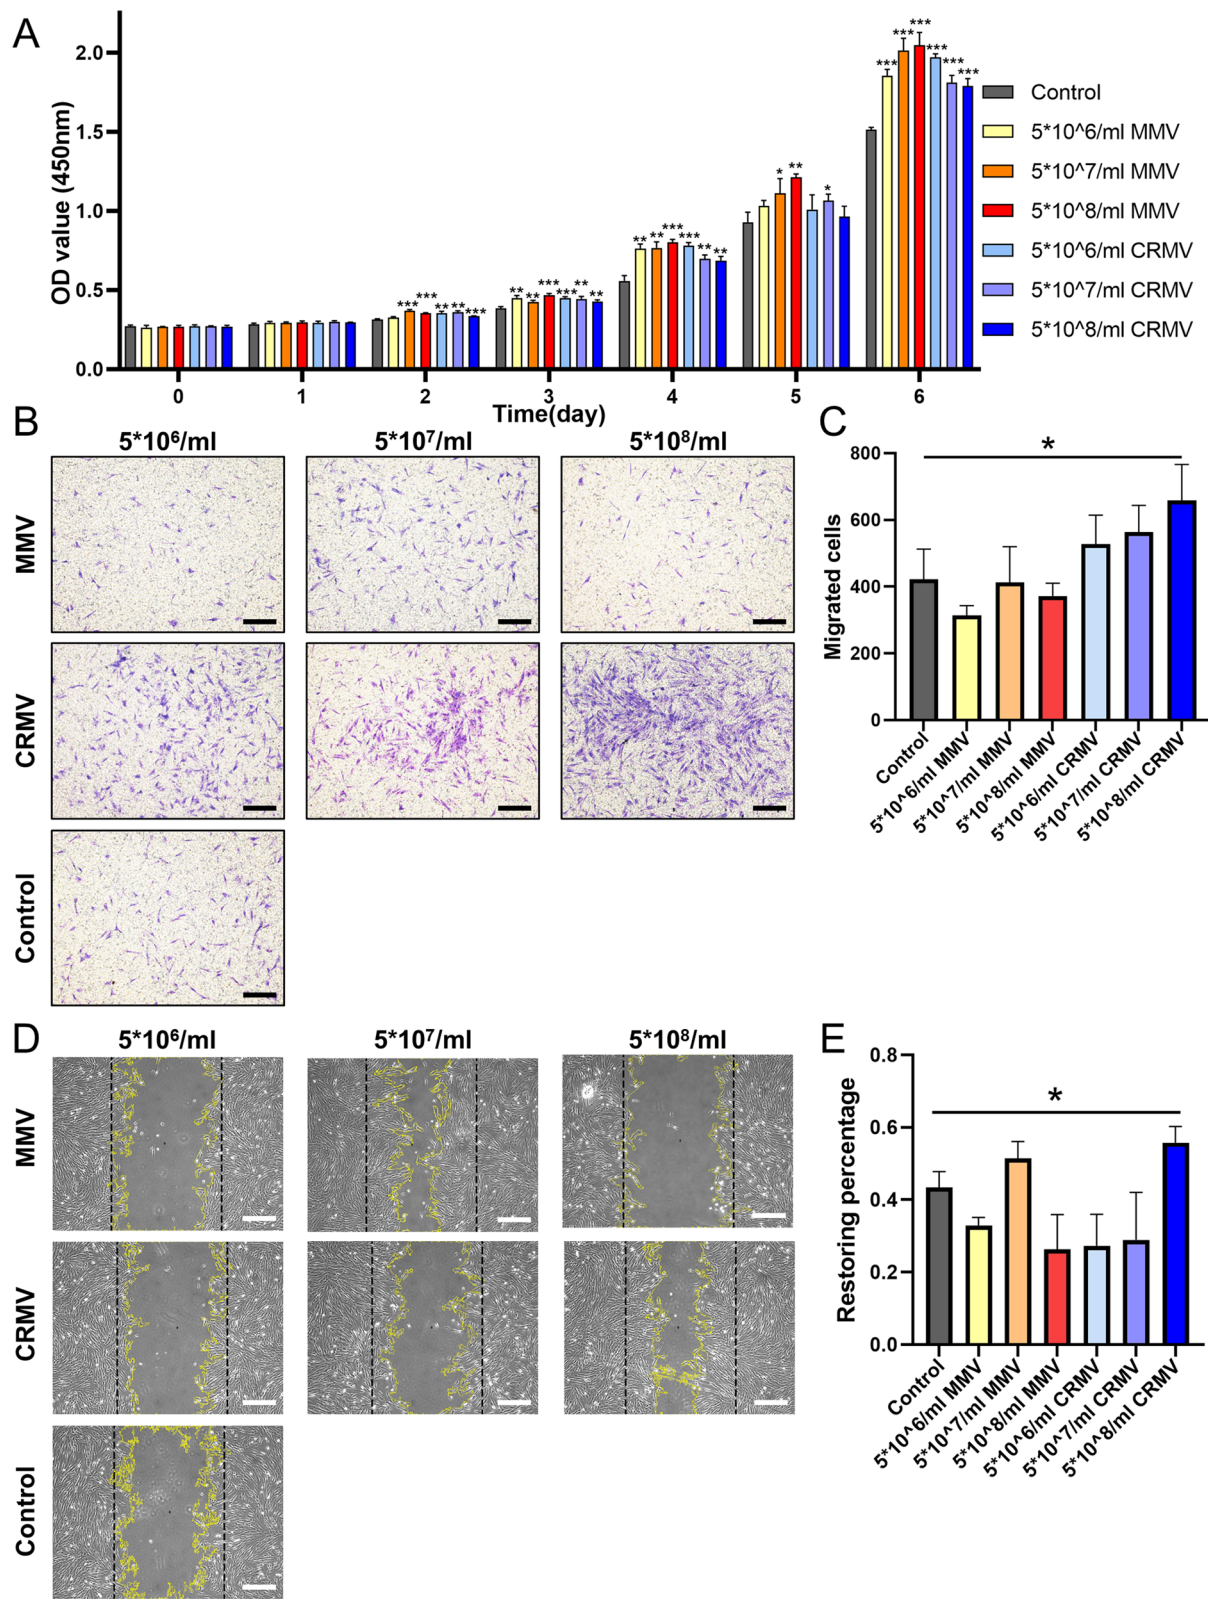 A
OD value (450nm)
2.0
1.5
1.0
0.5
0.0
*** *** *** *** *** ***
* ** *
** ** *** *** ** **
** ** *** *** ** **
*** *** ** ** ***
0 1 2 3 4 5 6
Time(day)
Control
5*10^6/ml MMV
5*10^7/ml MMV
5*10^8/ml MMV
5*10^6/ml CRMV
5*10^7/ml CRMV
5*10^8/ml CRMV
B
5*10⁶/ml 5*10⁷/ml 5*10⁸/ml
MMV
CRMV
Control
C
Migrated cells
800
600
400
200
0
*
Control
5*10^6/ml MMV
5*10^7/ml MMV
5*10^8/ml MMV
5*10^6/ml CRMV
5*10^7/ml CRMV
5*10^8/ml CRMV
D
5*10⁶/ml 5*10⁷/ml 5*10⁸/ml
MMV
CRMV
Control
E
Restoring percentage
0.8
0.6
0.4
0.2
0.0
*
Control
5*10^6/ml MMV
5*10^7/ml MMV
5*10^8/ml MMV
5*10^6/ml CRMV
5*10^7/ml CRMV
5*10^8/ml CRMV